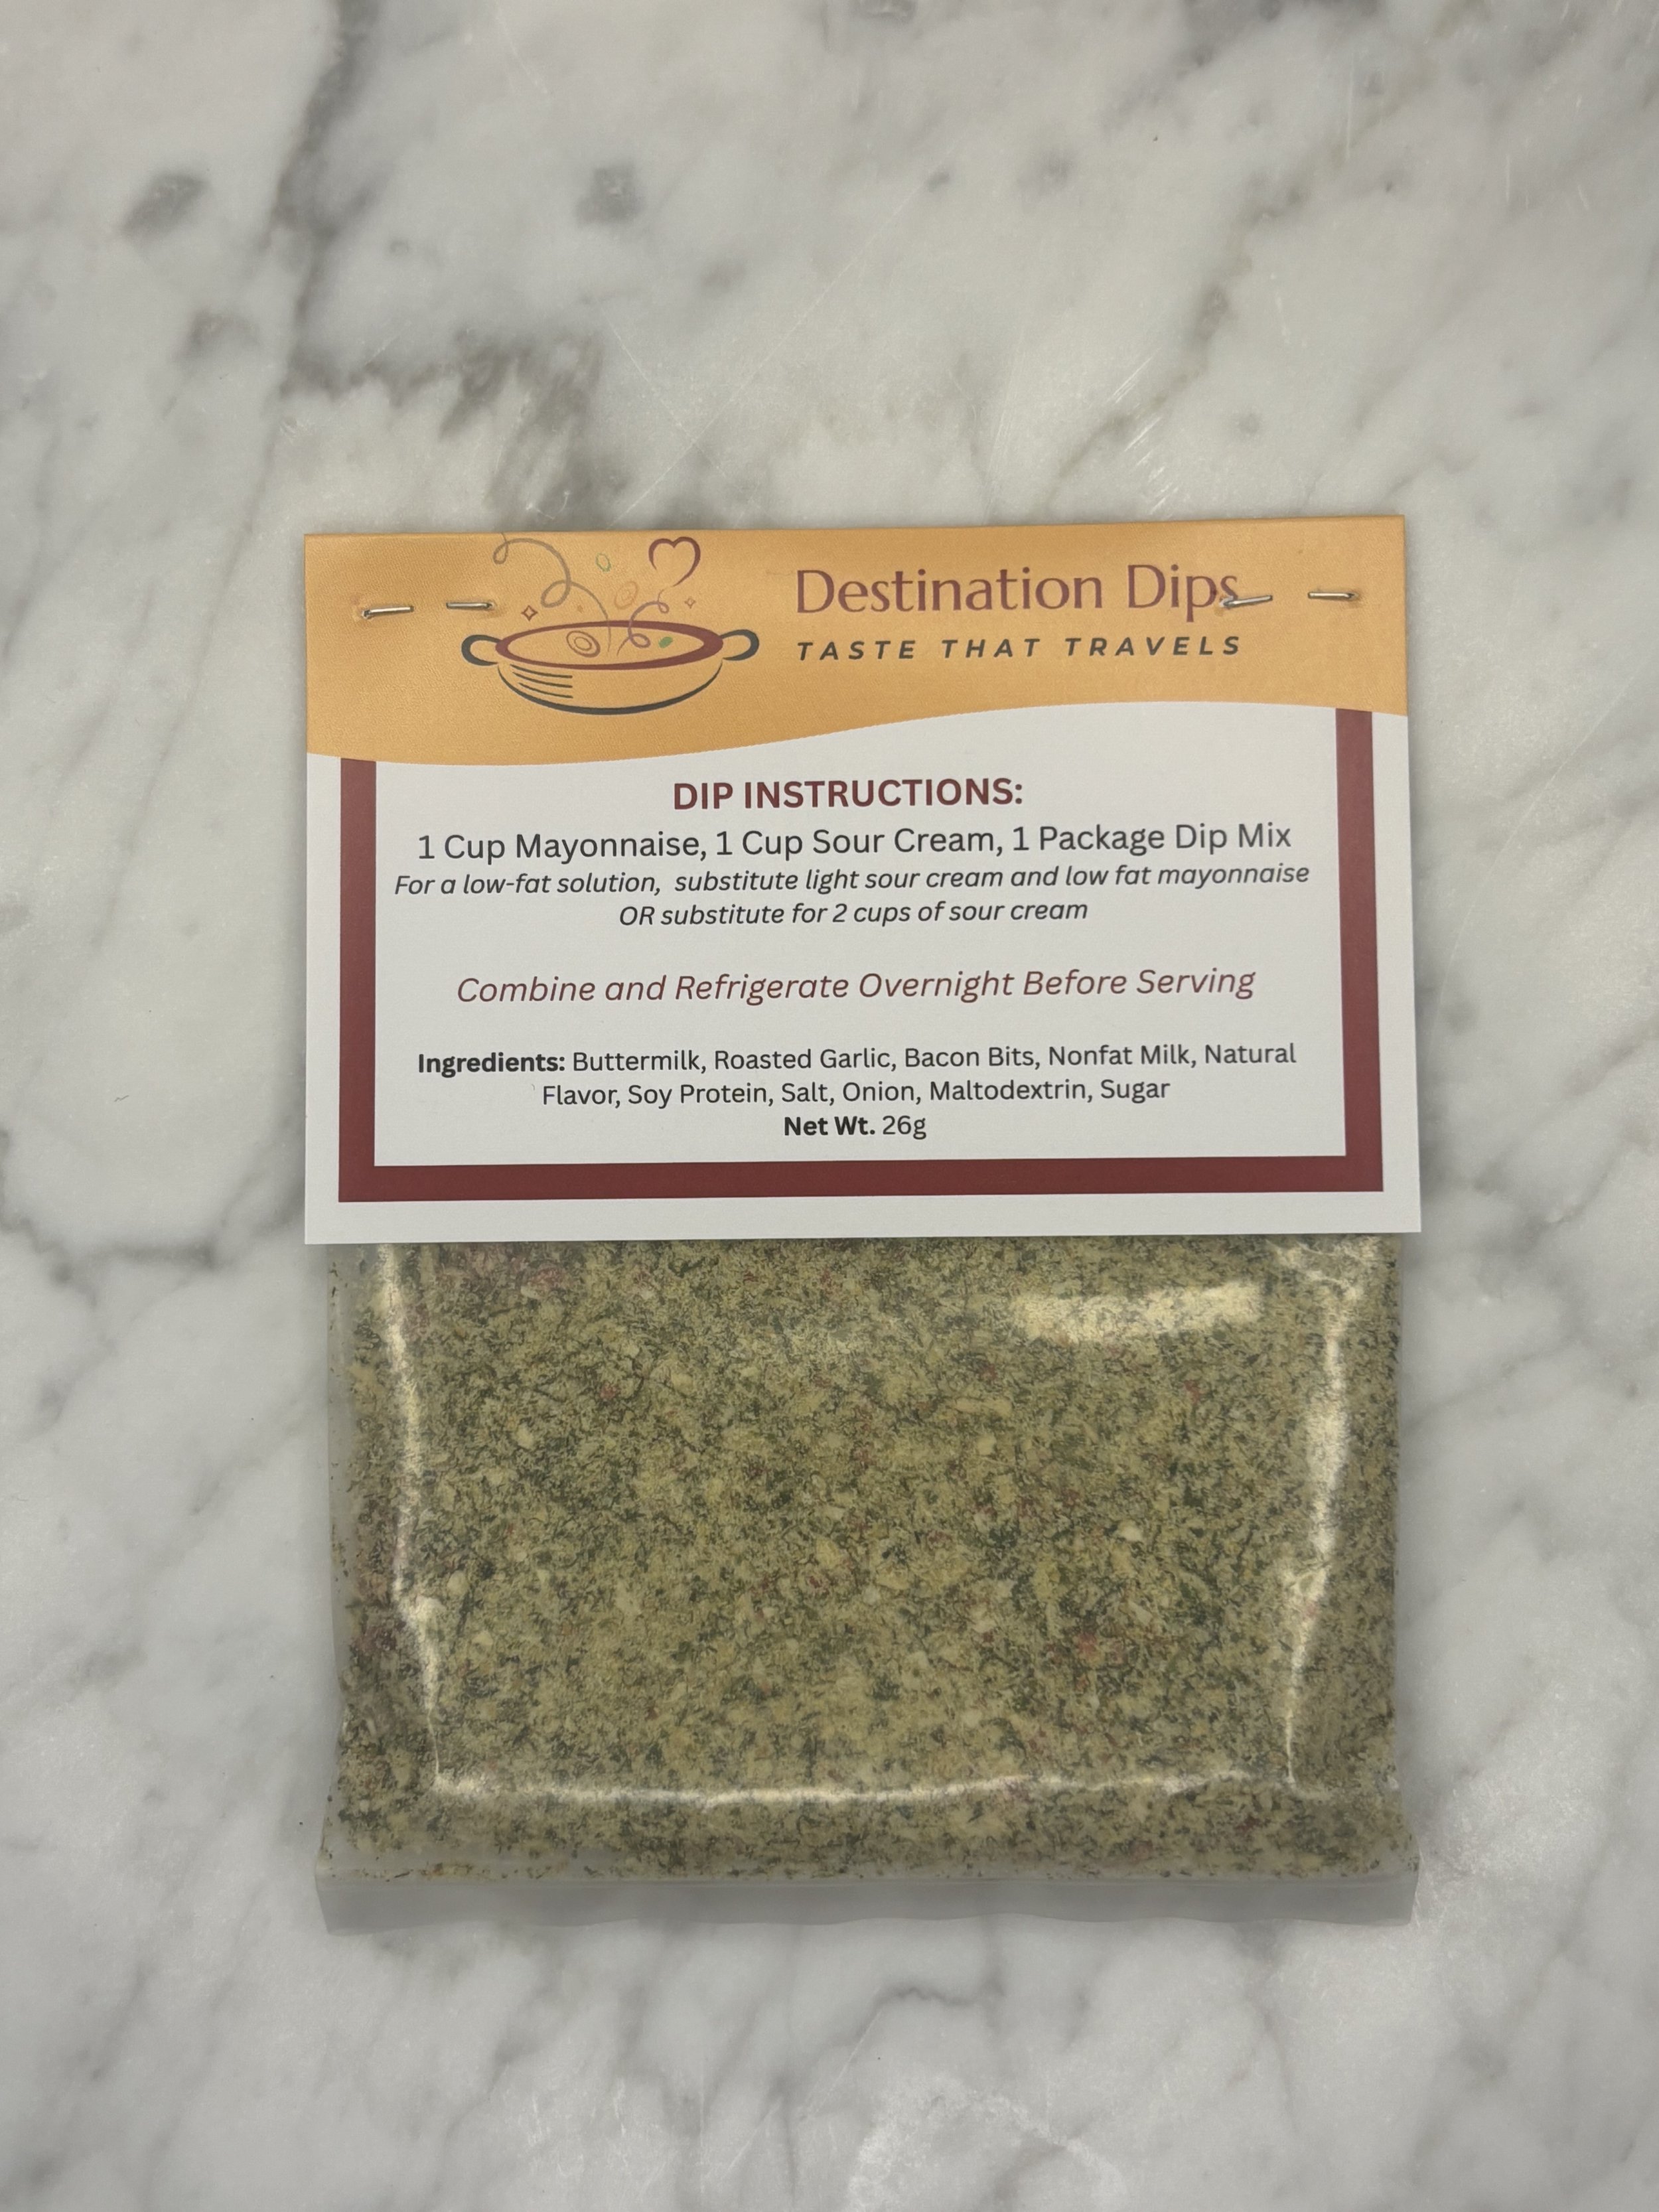 Destination Dips
TASTE THAT TRAVELS
DIP INSTRUCTIONS:
1 Cup Mayonnaise, 1 Cup Sour Cream, 1 Package Dip Mix
For a low-fat solution, substitute light sour cream and low fat mayonnaise
OR substitute for 2 cups of sour cream
Combine and Refrigerate Overnight Before Serving
Ingredients: Buttermilk, Roasted Garlic, Bacon Bits, Nonfat Milk, Natural
Flavor, Soy Protein, Salt, Onion, Maltodextrin, Sugar
Net Wt. 26g